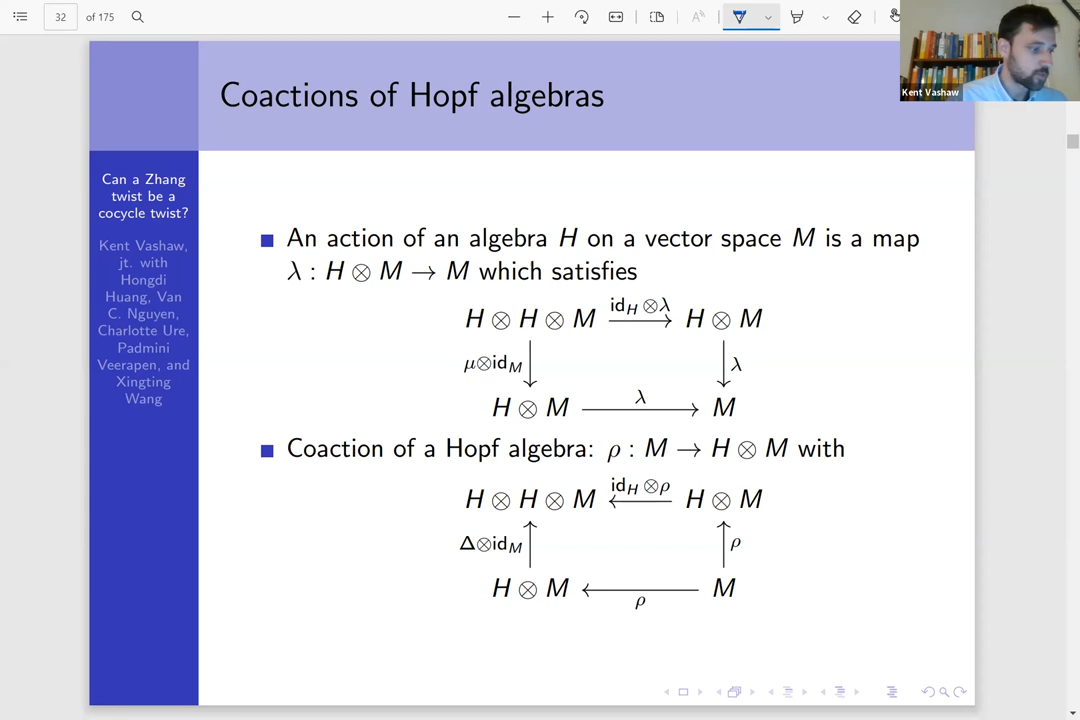 32 of 175
Kent Vashaw
Coactions of Hopf algebras
Can a Zhang
twist be a
cocycle twist?
Kent Vashaw,
jt. with
Hongdi
Huang, Van
C. Nguyen,
Charlotte Ure,
Padmini
Veerapen, and
Xingting
Wang
An action of an algebra H on a vector space M is a map
λ : H ⊗ M → M which satisfies
H ⊗ H ⊗ M id_H ⊗λ H ⊗ M
μ⊗id_M λ
H ⊗ M λ M
Coaction of a Hopf algebra: ρ : M → H ⊗ M with
H ⊗ H ⊗ M id_H ⊗ρ H ⊗ M
Δ⊗id_M ρ
H ⊗ M ρ M